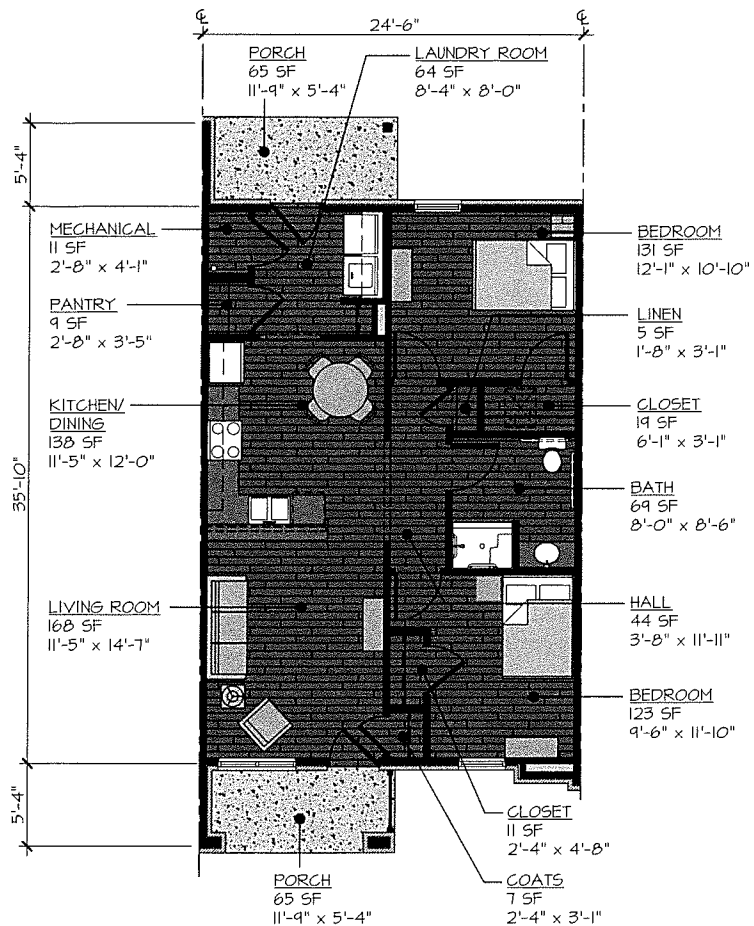 ℄
℄
24'-6"
PORCH
65 SF
11'-9" x 5'-4"
LAUNDRY ROOM
64 SF
8'-4" x 8'-0"
5'-4"
MECHANICAL
11 SF
2'-8" x 4'-1"
BEDROOM
131 SF
12'-1" x 10'-10"
PANTRY
9 SF
2'-8" x 3'-5"
LINEN
5 SF
1'-8" x 3'-1"
KITCHEN/
DINING
138 SF
11'-5" x 12'-0"
CLOSET
19 SF
6'-1" x 3'-1"
35'-10"
BATH
69 SF
8'-0" x 8'-6"
LIVING ROOM
168 SF
11'-5" x 14'-7"
HALL
44 SF
3'-8" x 11'-11"
BEDROOM
123 SF
9'-6" x 11'-10"
5'-4"
CLOSET
11 SF
2'-4" x 4'-8"
PORCH
65 SF
11'-9" x 5'-4"
COATS
7 SF
2'-4" x 3'-1"